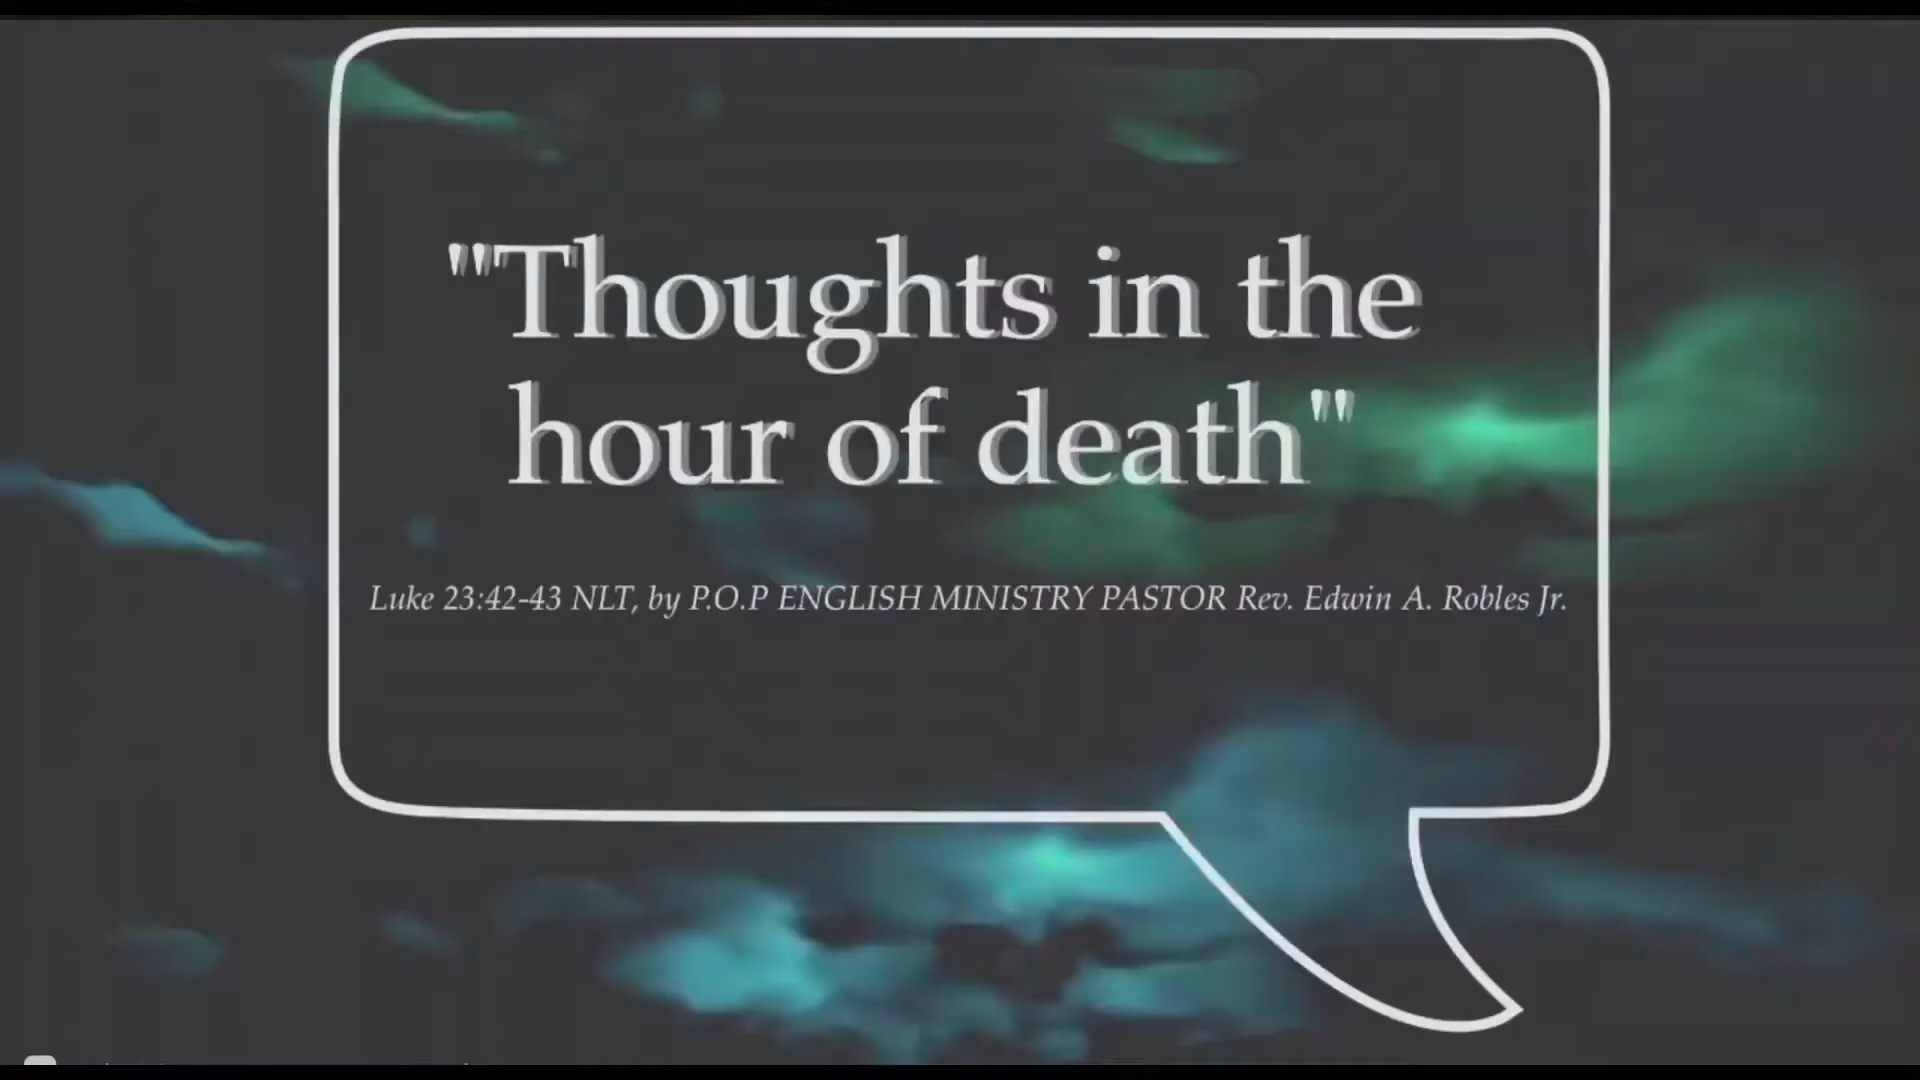 "Thoughts in the
hour of death"
Luke 23:42-43 NLT, by P.O.P ENGLISH MINISTRY PASTOR Rev. Edwin A. Robles Jr.